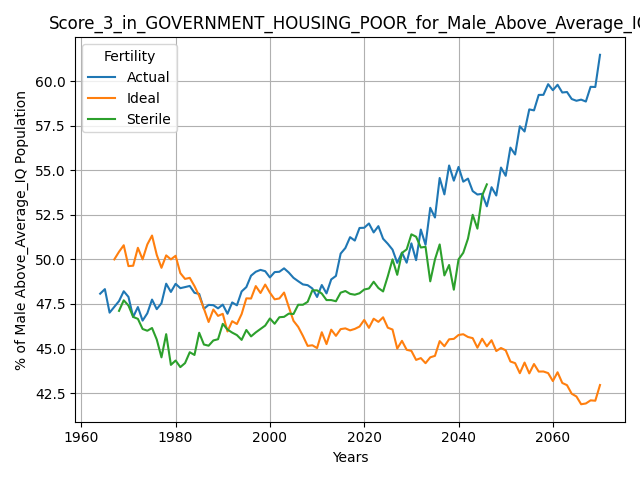 Score_3_in_GOVERNMENT_HOUSING_POOR_for_Male_Above_Average_IQ
Fertility
Actual
Ideal
Sterile
% of Male Above_Average_IQ Population
60.0
57.5
55.0
52.5
50.0
47.5
45.0
42.5
1960 1980 2000 2020 2040 2060
Years